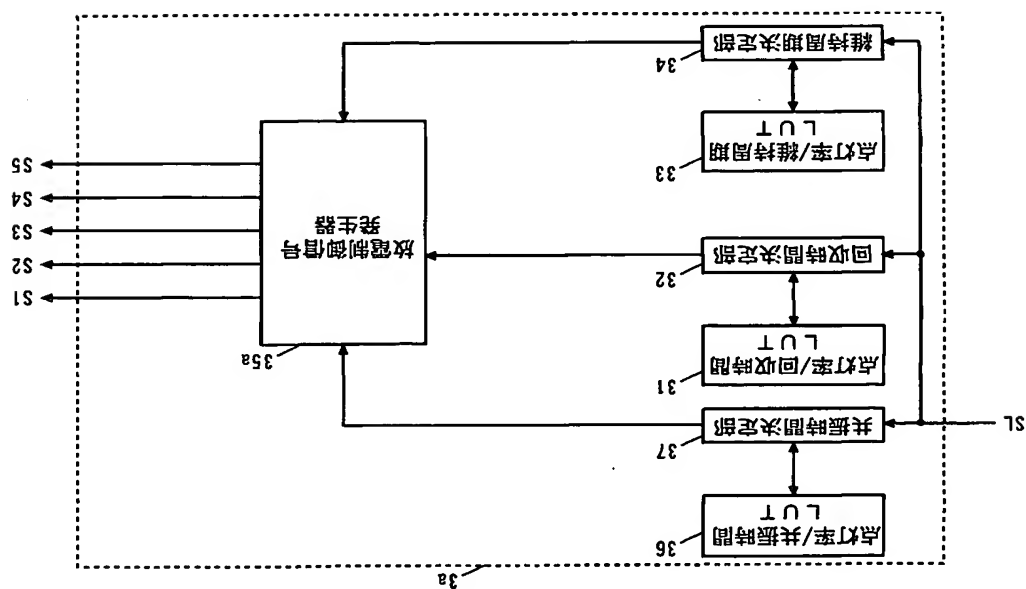 3a
36
点灯率/共振時間
LUT
37
共振時間決定部
SL
31
点灯率/回収時間
LUT
32
回収時間決定部
33
点灯率/維持周期
LUT
34
維持周期決定部
35a
放電制御信号
発生器
S1
S2
S3
S4
S5